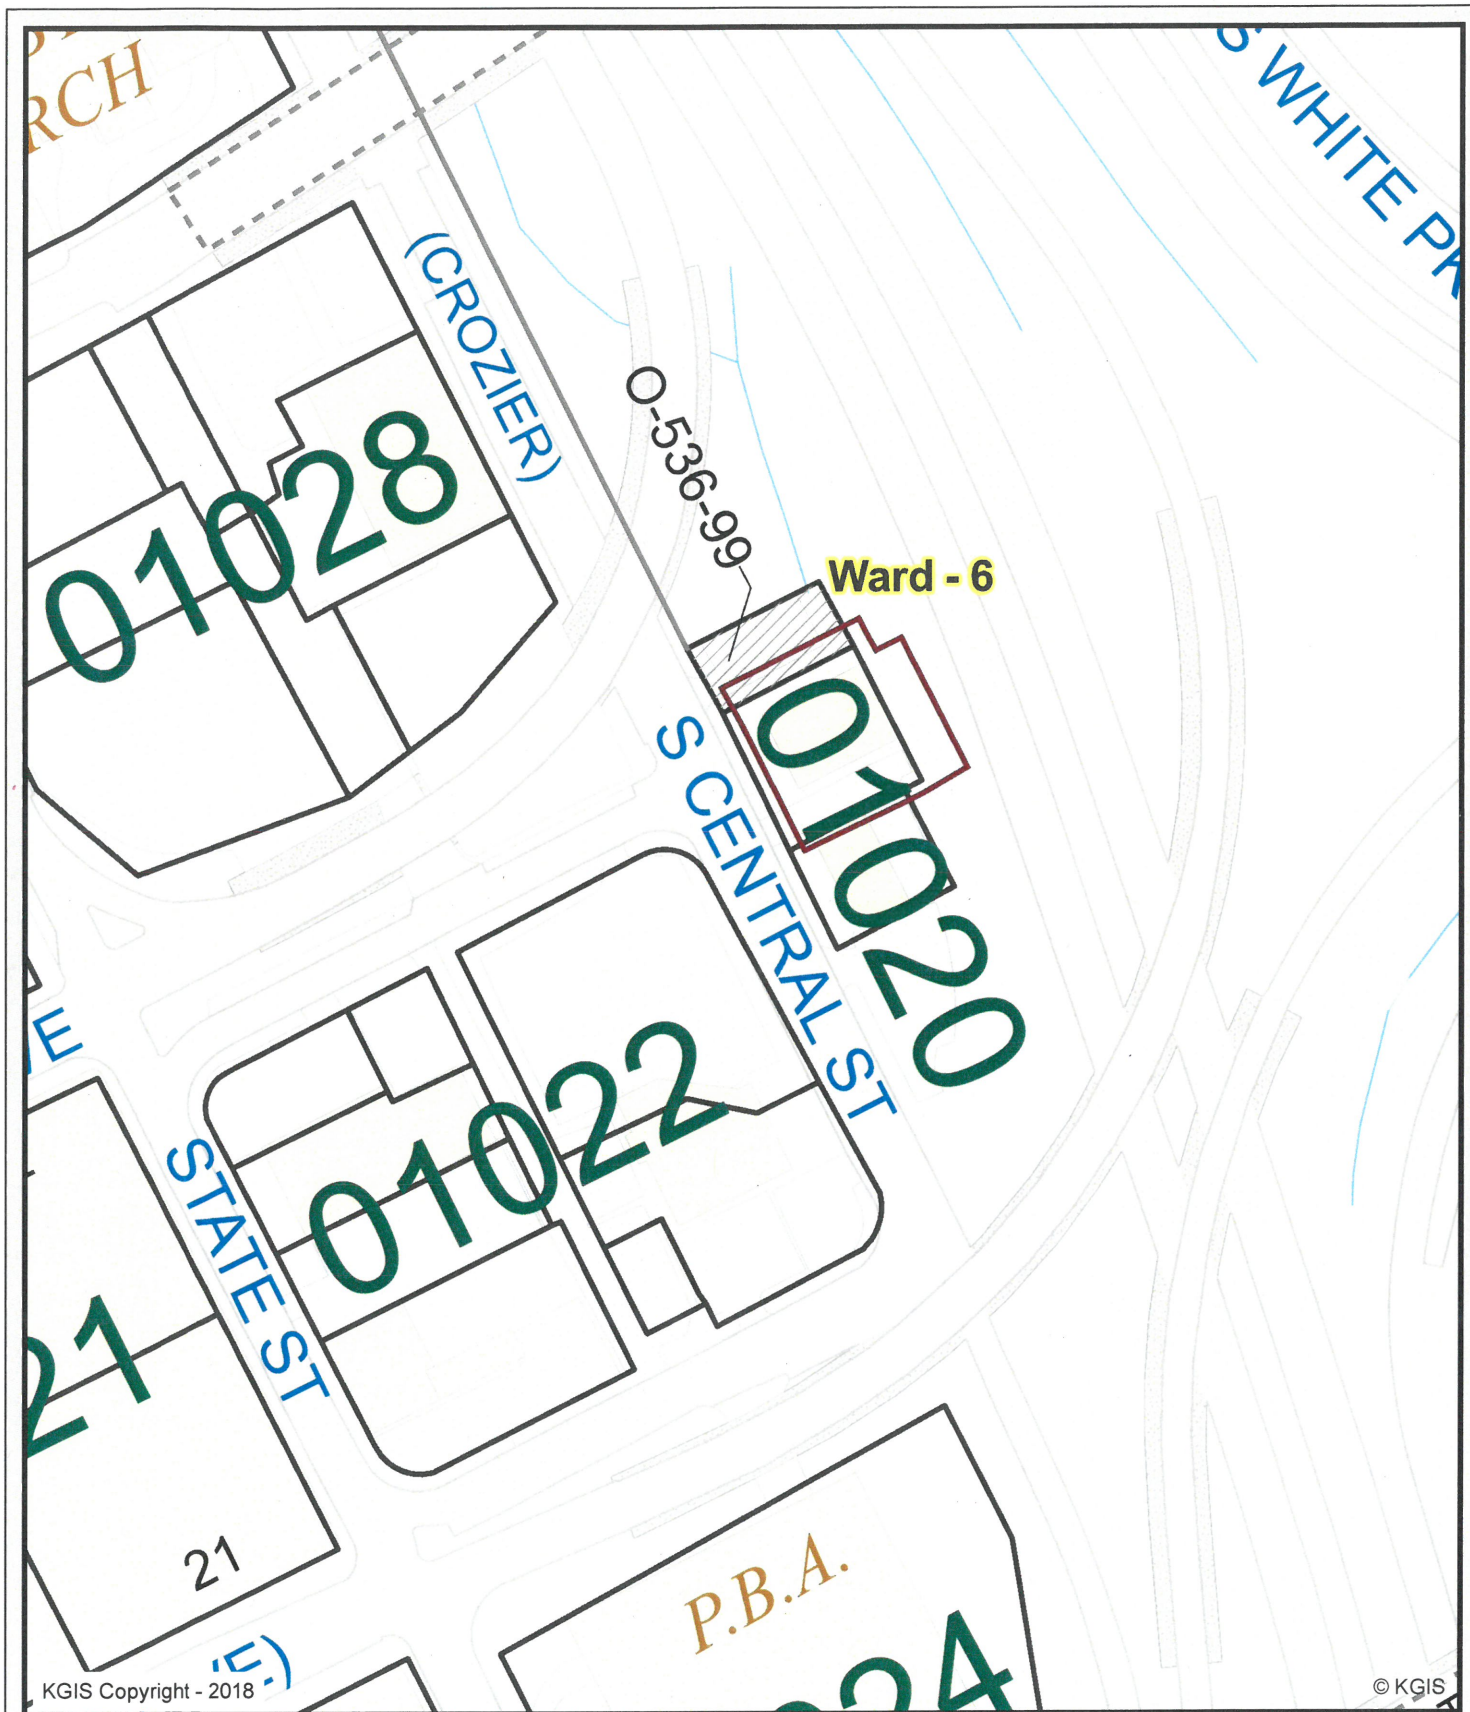 RCH
S WHITE PK
(CROZIER)
O-536-99
01028
Ward - 6
01020
S CENTRAL ST
01022
STATE ST
21
21
P.B.A.
24
KGIS Copyright - 2018
© KGIS